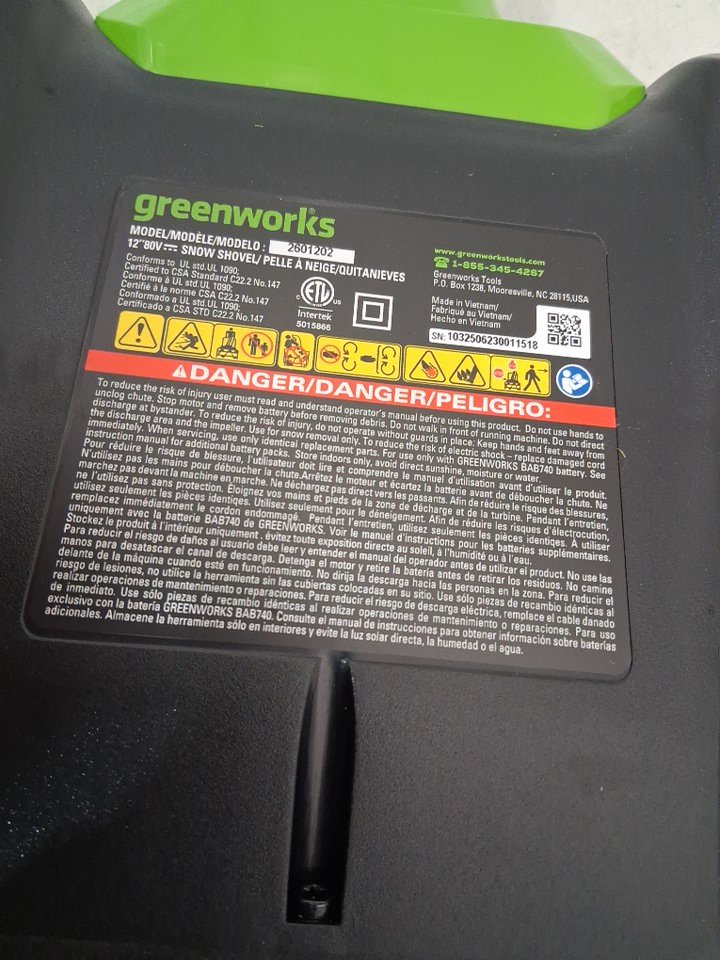 greenworks®
MODEL/MODÈLE/MODELO : 2601202
12"80V⎓ SNOW SHOVEL/ PELLE À NEIGE/QUITANIEVES
Conforms to UL std.UL 1090;
Certified to CSA Standard C22.2 No.147
Conforme à UL std.UL 1090;
Certifié à la norme CSA C22.2 No.147
Conformado a UL std.UL 1090;
Certificado a CSA STD C22.2 No.147
C ETL US
Intertek
5015866
www.greenworkstools.com
☎ 1-855-345-4267
Greenworks Tools
P.O. Box 1238, Mooresville, NC 28115,USA
Made in Vietnam/
Fabriqué au Vietnam/
Hecho en Vietnam
SN: 1032506230011518
⚠DANGER/DANGER/PELIGRO:
To reduce the risk of injury user must read and understand operator's manual before using this product. Do not use hands to
unclog chute. Stop motor and remove battery before removing debris. Do not walk in front of running machine. Do not direct
discharge at bystander. To reduce the risk of injury, do not operate without guards in place. Keep hands and feet away from
the discharge area and the impeller. Use for snow removal only. To reduce the risk of electric shock – replace damaged cord
immediately. When servicing, use only identical replacement parts. For use only with GREENWORKS BAB740 battery. See
instruction manual for additional battery packs. Store indoors only, avoid direct sunshine, moisture or water.
Pour réduire le risque de blessure, l'utilisateur doit lire et comprendre le manuel d'utilisation avant d'utiliser le produit.
N'utilisez pas les mains pour déboucher la chute.Arrêtez le moteur et écartez la batterie avant de déboucher la chute. Ne
marchez pas devant la machine en marche. Ne déchargez pas direct vers les passants. Afin de réduire le risque des blessures,
ne l'utilisez pas sans protection. Éloignez vos mains et pieds de la zone de décharge et de la turbine. Pendant l'entretien,
utilisez seulement les pièces identiques. Utilisez seulement pour le déneigement. Afin de réduire les risques d'électrocution,
remplacez immédiatement le cordon endommagé. Pendant l'entretien, utilisez seulement les pièces identiques. À utiliser
uniquement avec la batterie BAB740 de GREENWORKS. Voir le manuel d'instructions pour les batteries supplémentaires.
Stockez le produit à l'intérieur uniquement , évitez toute exposition directe au soleil, à l'humidité ou à l'eau.
Para reducir el riesgo de daños el usuario debe leer y entender el manual del operador antes de utilizar el producto. No use las
manos para desatascar el canal de descarga. Detenga el motor y retire la batería antes de retirar los residuos. No camine
delante de la máquina cuando esté en funcionamiento. No dirija la descarga hacia las personas en la zona. Para reducir el
riesgo de lesiones, no utilice la herramienta sin las cubiertas colocadas en su sitio. Use sólo piezas de recambio idénticas al
realizar operaciones de mantenimiento o reparaciones. Para reducir el riesgo de descarga eléctrica, remplace el cable danado
de inmediato. Use sólo piezas de recambio idénticas al realizar operaciones de mantenimiento o reparaciones. Para uso
exclusivo con la batería GREENWORKS BAB740. Consulte el manual de instrucciones para obtener información sobre baterías
adicionales. Almacene la herramienta sólo en interiores y evite la luz solar directa, la humedad o el agua.